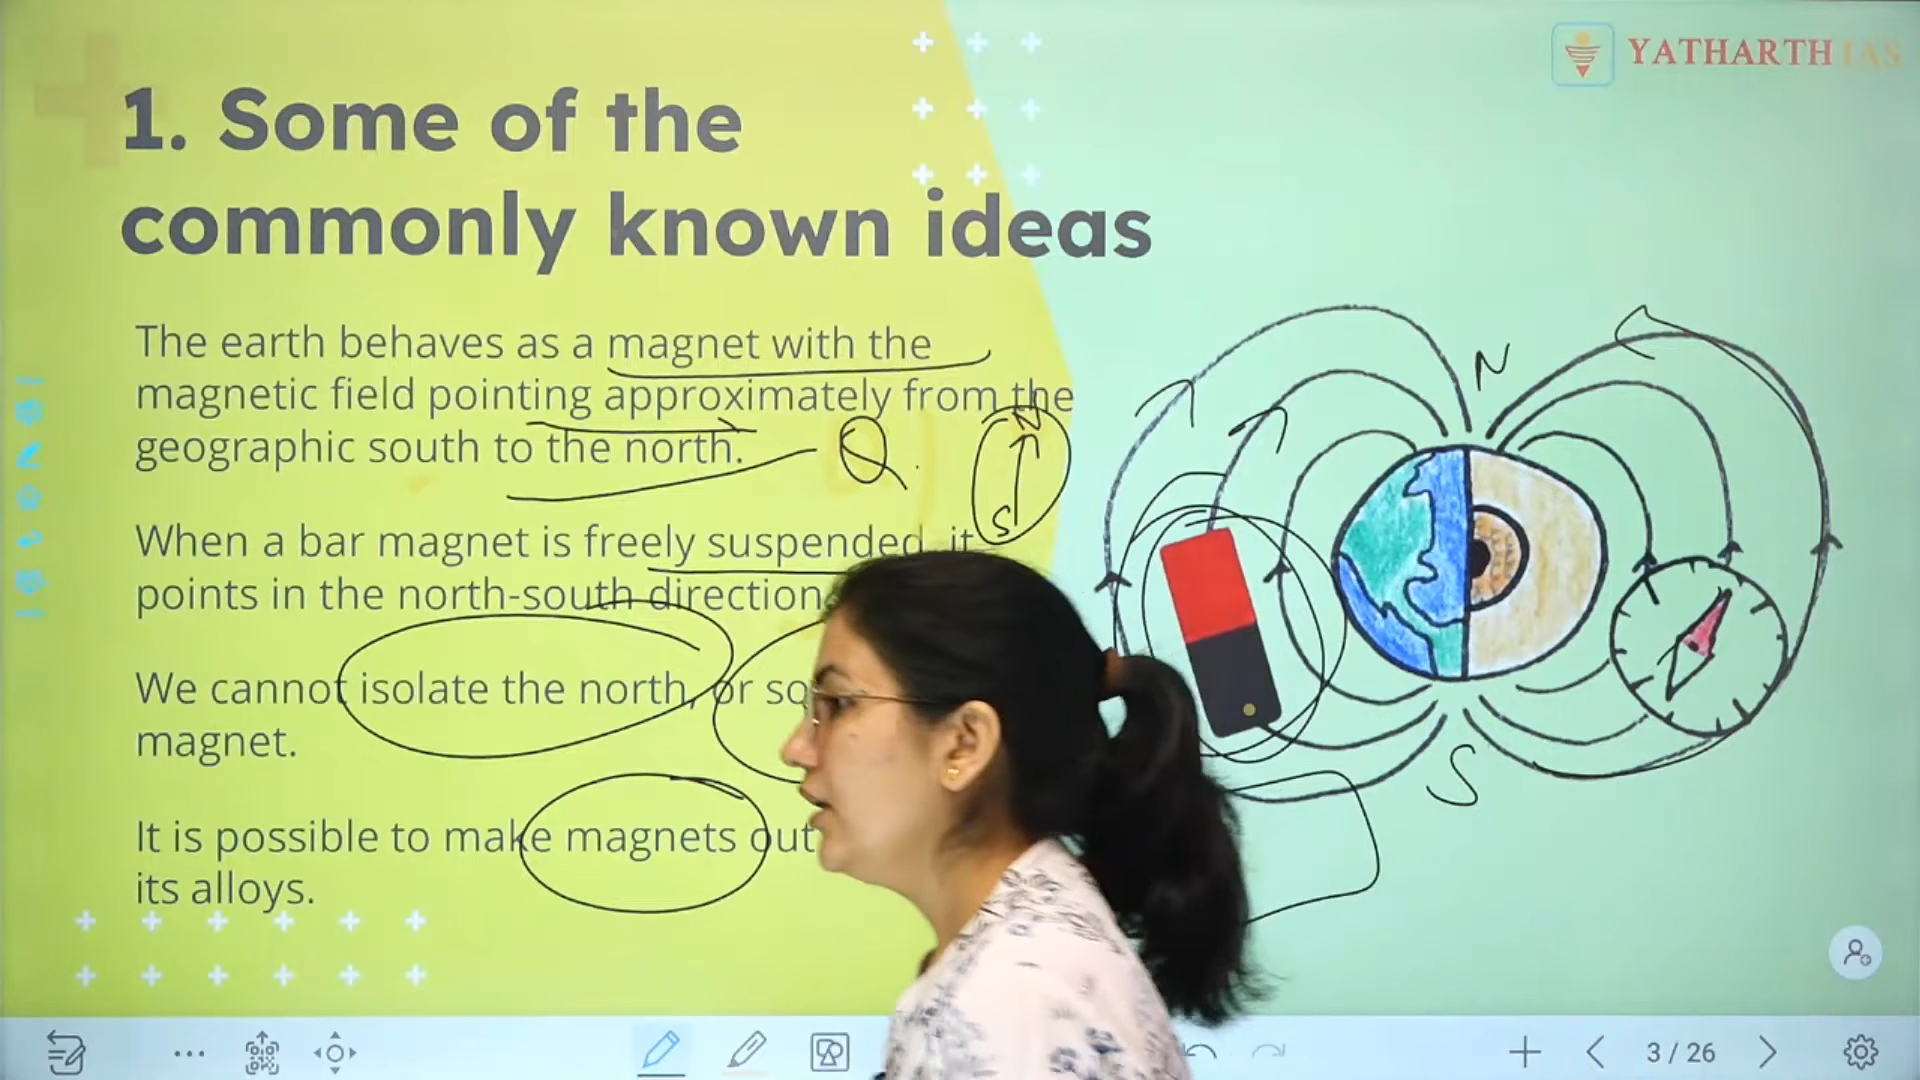 YATHARTH IAS
1. Some of the
commonly known ideas
The earth behaves as a magnet with the
magnetic field pointing approximately from the
geographic south to the north.
Q.
N
S
When a bar magnet is freely suspended, it
points in the north-south direction
We cannot isolate the north, or so
magnet.
It is possible to make magnets out
its alloys.
N
S
3 / 26